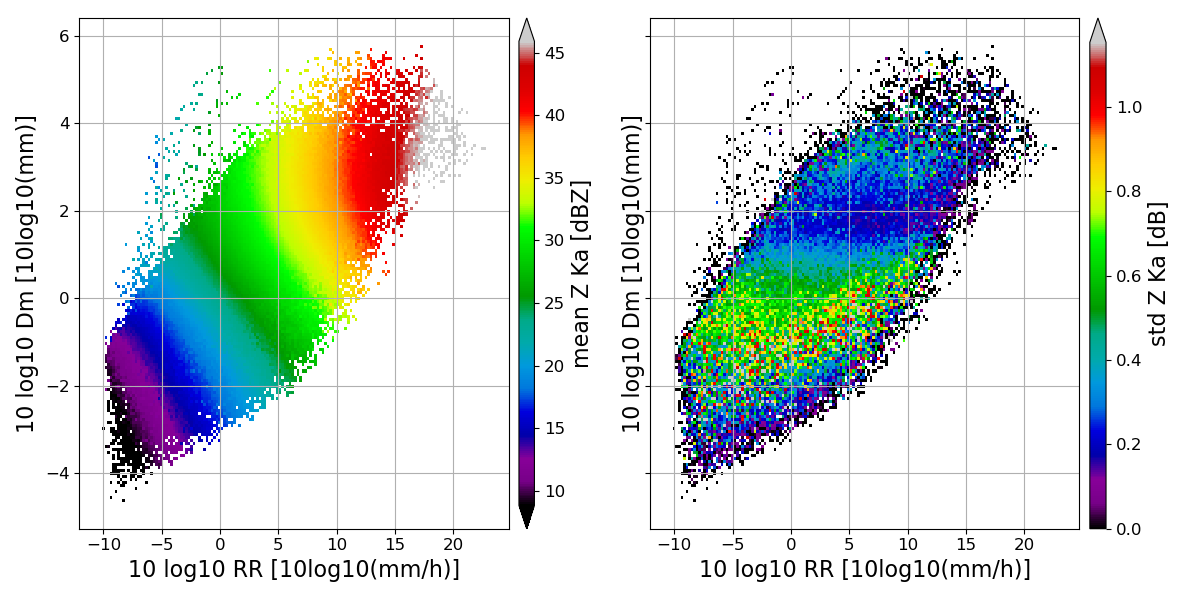 6
4
2
0
−2
−4
10 log10 Dm [10log10(mm)]
−10 −5 0 5 10 15 20
10 log10 RR [10log10(mm/h)]
45
40
35
30
25
20
15
10
mean Z Ka [dBZ]
10 log10 Dm [10log10(mm)]
−10 −5 0 5 10 15 20
10 log10 RR [10log10(mm/h)]
1.0
0.8
0.6
0.4
0.2
0.0
std Z Ka [dB]